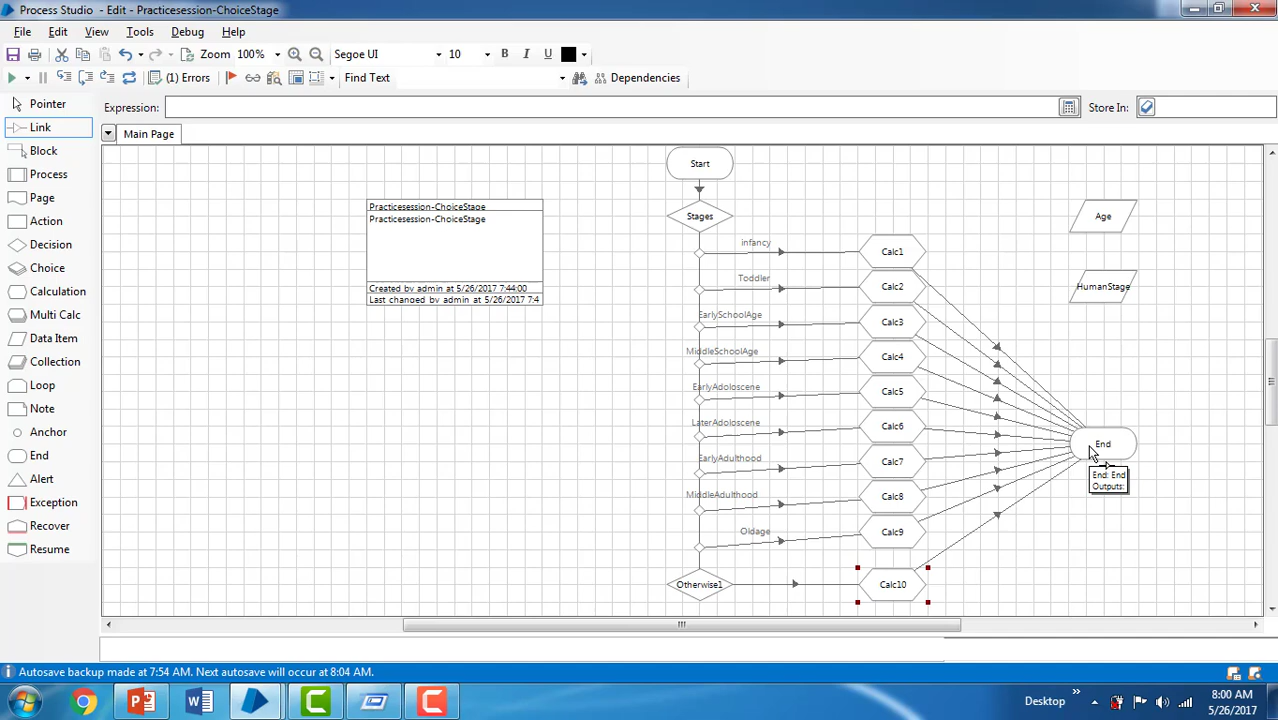 Process Studio - Edit - Practicesession-ChoiceStage
File Edit View Tools Debug Help
Zoom 100% Segoe UI 10 B I U
(1) Errors Find Text Dependencies
Expression: Store In:
Pointer
Link
Block
Process
Page
Action
Decision
Choice
Calculation
Multi Calc
Data Item
Collection
Loop
Note
Anchor
End
Alert
Exception
Recover
Resume
Main Page
Start
Practicesession-ChoiceStage
Practicesession-ChoiceStage
Created by admin at 5/26/2017 7:44:00
Last changed by admin at 5/26/2017 7:4
Stages
Age
HumanStage
infancy Calc1
Toddler Calc2
EarlySchoolAge Calc3
MiddleSchoolAge Calc4
EarlyAdoloscene Calc5
LaterAdoloscene Calc6
EarlyAdulthood Calc7
MiddleAdulthood Calc8
Oldage Calc9
Otherwise1 Calc10
End
End: End
Outputs:
Autosave backup made at 7:54 AM. Next autosave will occur at 8:04 AM.
Desktop
8:00 AM
5/26/2017